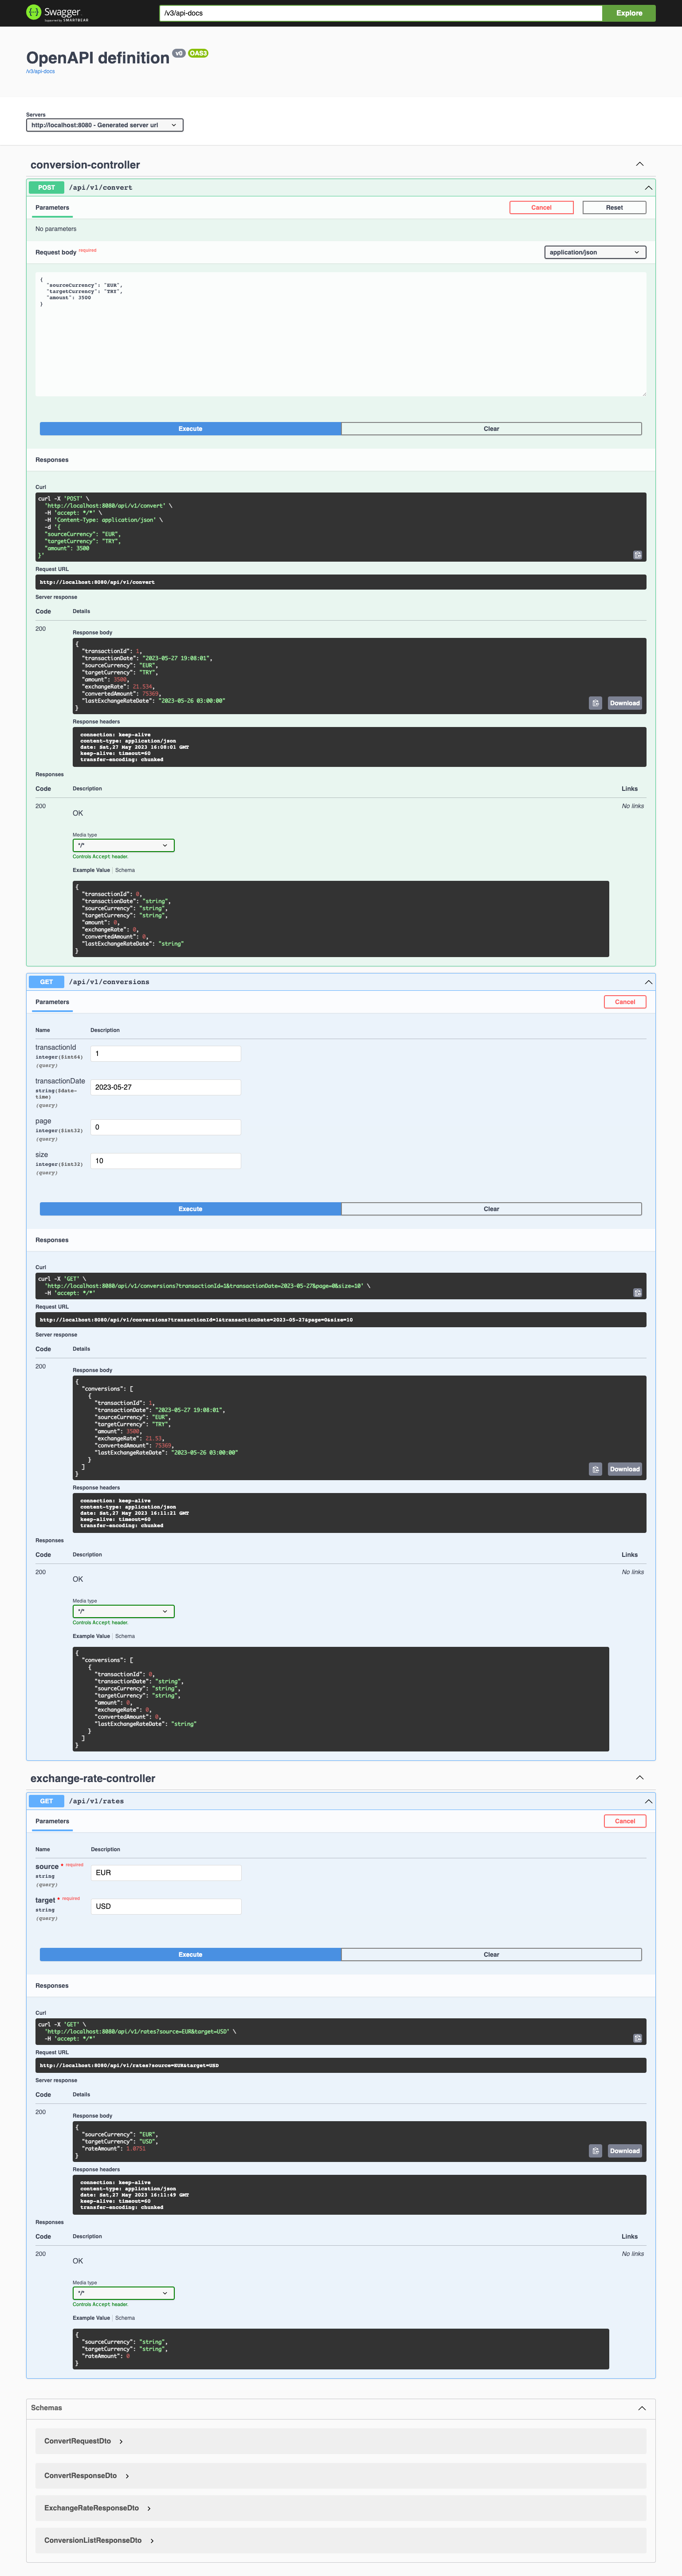 Swagger
Supported by SMARTBEAR
/v3/api-docs
Explore
OpenAPI definition v0 OAS3
/v3/api-docs
Servers
http://localhost:8080 - Generated server url
conversion-controller
POST /api/v1/convert
Parameters
Cancel
Reset
No parameters
Request body required
application/json
{
"sourceCurrency": "EUR",
"targetCurrency": "TRY",
"amount": 3500
}
Execute
Clear
Responses
Curl
curl -X 'POST' \
'http://localhost:8080/api/v1/convert' \
-H 'accept: */*' \
-H 'Content-Type: application/json' \
-d '{
"sourceCurrency": "EUR",
"targetCurrency": "TRY",
"amount": 3500
}'
Request URL
http://localhost:8080/api/v1/convert
Server response
Code Details
200
Response body
{
"transactionId": 1,
"transactionDate": "2023-05-27 19:08:01",
"sourceCurrency": "EUR",
"targetCurrency": "TRY",
"amount": 3500,
"exchangeRate": 21.534,
"convertedAmount": 75369,
"lastExchangeRateDate": "2023-05-26 03:00:00"
}
Download
Response headers
connection: keep-alive
content-type: application/json
date: Sat,27 May 2023 16:08:01 GMT
keep-alive: timeout=60
transfer-encoding: chunked
Responses
Code Description Links
200 OK No links
Media type
*/*
Controls Accept header.
Example Value Schema
{
"transactionId": 0,
"transactionDate": "string",
"sourceCurrency": "string",
"targetCurrency": "string",
"amount": 0,
"exchangeRate": 0,
"convertedAmount": 0,
"lastExchangeRateDate": "string"
}
GET /api/v1/conversions
Parameters
Cancel
Name Description
transactionId
integer($int64)
(query)
1
transactionDate
string($date-
time)
(query)
2023-05-27
page
integer($int32)
(query)
0
size
integer($int32)
(query)
10
Execute
Clear
Responses
Curl
curl -X 'GET' \
'http://localhost:8080/api/v1/conversions?transactionId=1&transactionDate=2023-05-27&page=0&size=10' \
-H 'accept: */*'
Request URL
http://localhost:8080/api/v1/conversions?transactionId=1&transactionDate=2023-05-27&page=0&size=10
Server response
Code Details
200
Response body
{
"conversions": [
{
"transactionId": 1,
"transactionDate": "2023-05-27 19:08:01",
"sourceCurrency": "EUR",
"targetCurrency": "TRY",
"amount": 3500,
"exchangeRate": 21.53,
"convertedAmount": 75369,
"lastExchangeRateDate": "2023-05-26 03:00:00"
}
]
}
Download
Response headers
connection: keep-alive
content-type: application/json
date: Sat,27 May 2023 16:11:21 GMT
keep-alive: timeout=60
transfer-encoding: chunked
Responses
Code Description Links
200 OK No links
Media type
*/*
Controls Accept header.
Example Value Schema
{
"conversions": [
{
"transactionId": 0,
"transactionDate": "string",
"sourceCurrency": "string",
"targetCurrency": "string",
"amount": 0,
"exchangeRate": 0,
"convertedAmount": 0,
"lastExchangeRateDate": "string"
}
]
}
exchange-rate-controller
GET /api/v1/rates
Parameters
Cancel
Name Description
source * required
string
(query)
EUR
target * required
string
(query)
USD
Execute
Clear
Responses
Curl
curl -X 'GET' \
'http://localhost:8080/api/v1/rates?source=EUR&target=USD' \
-H 'accept: */*'
Request URL
http://localhost:8080/api/v1/rates?source=EUR&target=USD
Server response
Code Details
200
Response body
{
"sourceCurrency": "EUR",
"targetCurrency": "USD",
"rateAmount": 1.0751
}
Download
Response headers
connection: keep-alive
content-type: application/json
date: Sat,27 May 2023 16:11:49 GMT
keep-alive: timeout=60
transfer-encoding: chunked
Responses
Code Description Links
200 OK No links
Media type
*/*
Controls Accept header.
Example Value Schema
{
"sourceCurrency": "string",
"targetCurrency": "string",
"rateAmount": 0
}
Schemas
ConvertRequestDto
ConvertResponseDto
ExchangeRateResponseDto
ConversionListResponseDto